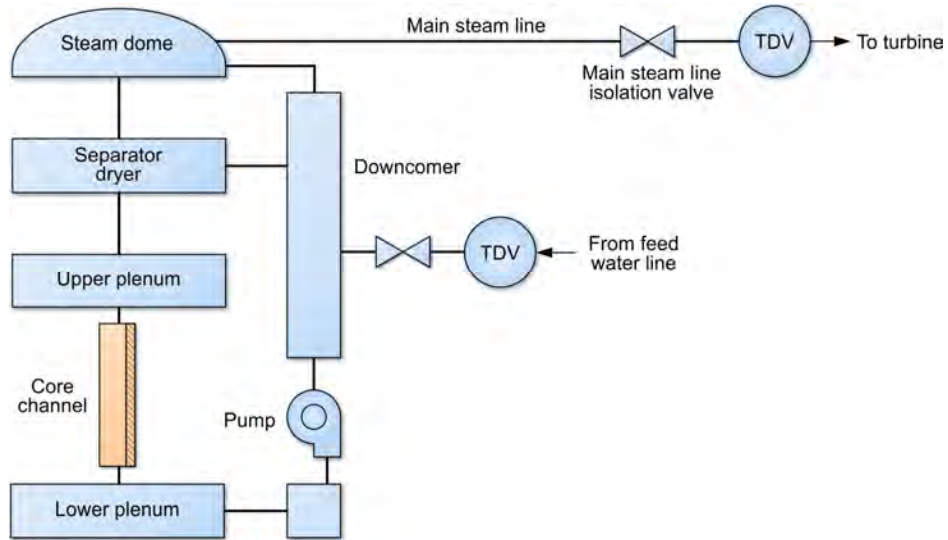 Main steam line
Steam dome
TDV
To turbine
Main steam line
isolation valve
Separator
dryer
Downcomer
TDV
From feed
water line
Upper plenum
Core
channel
Pump
Lower plenum